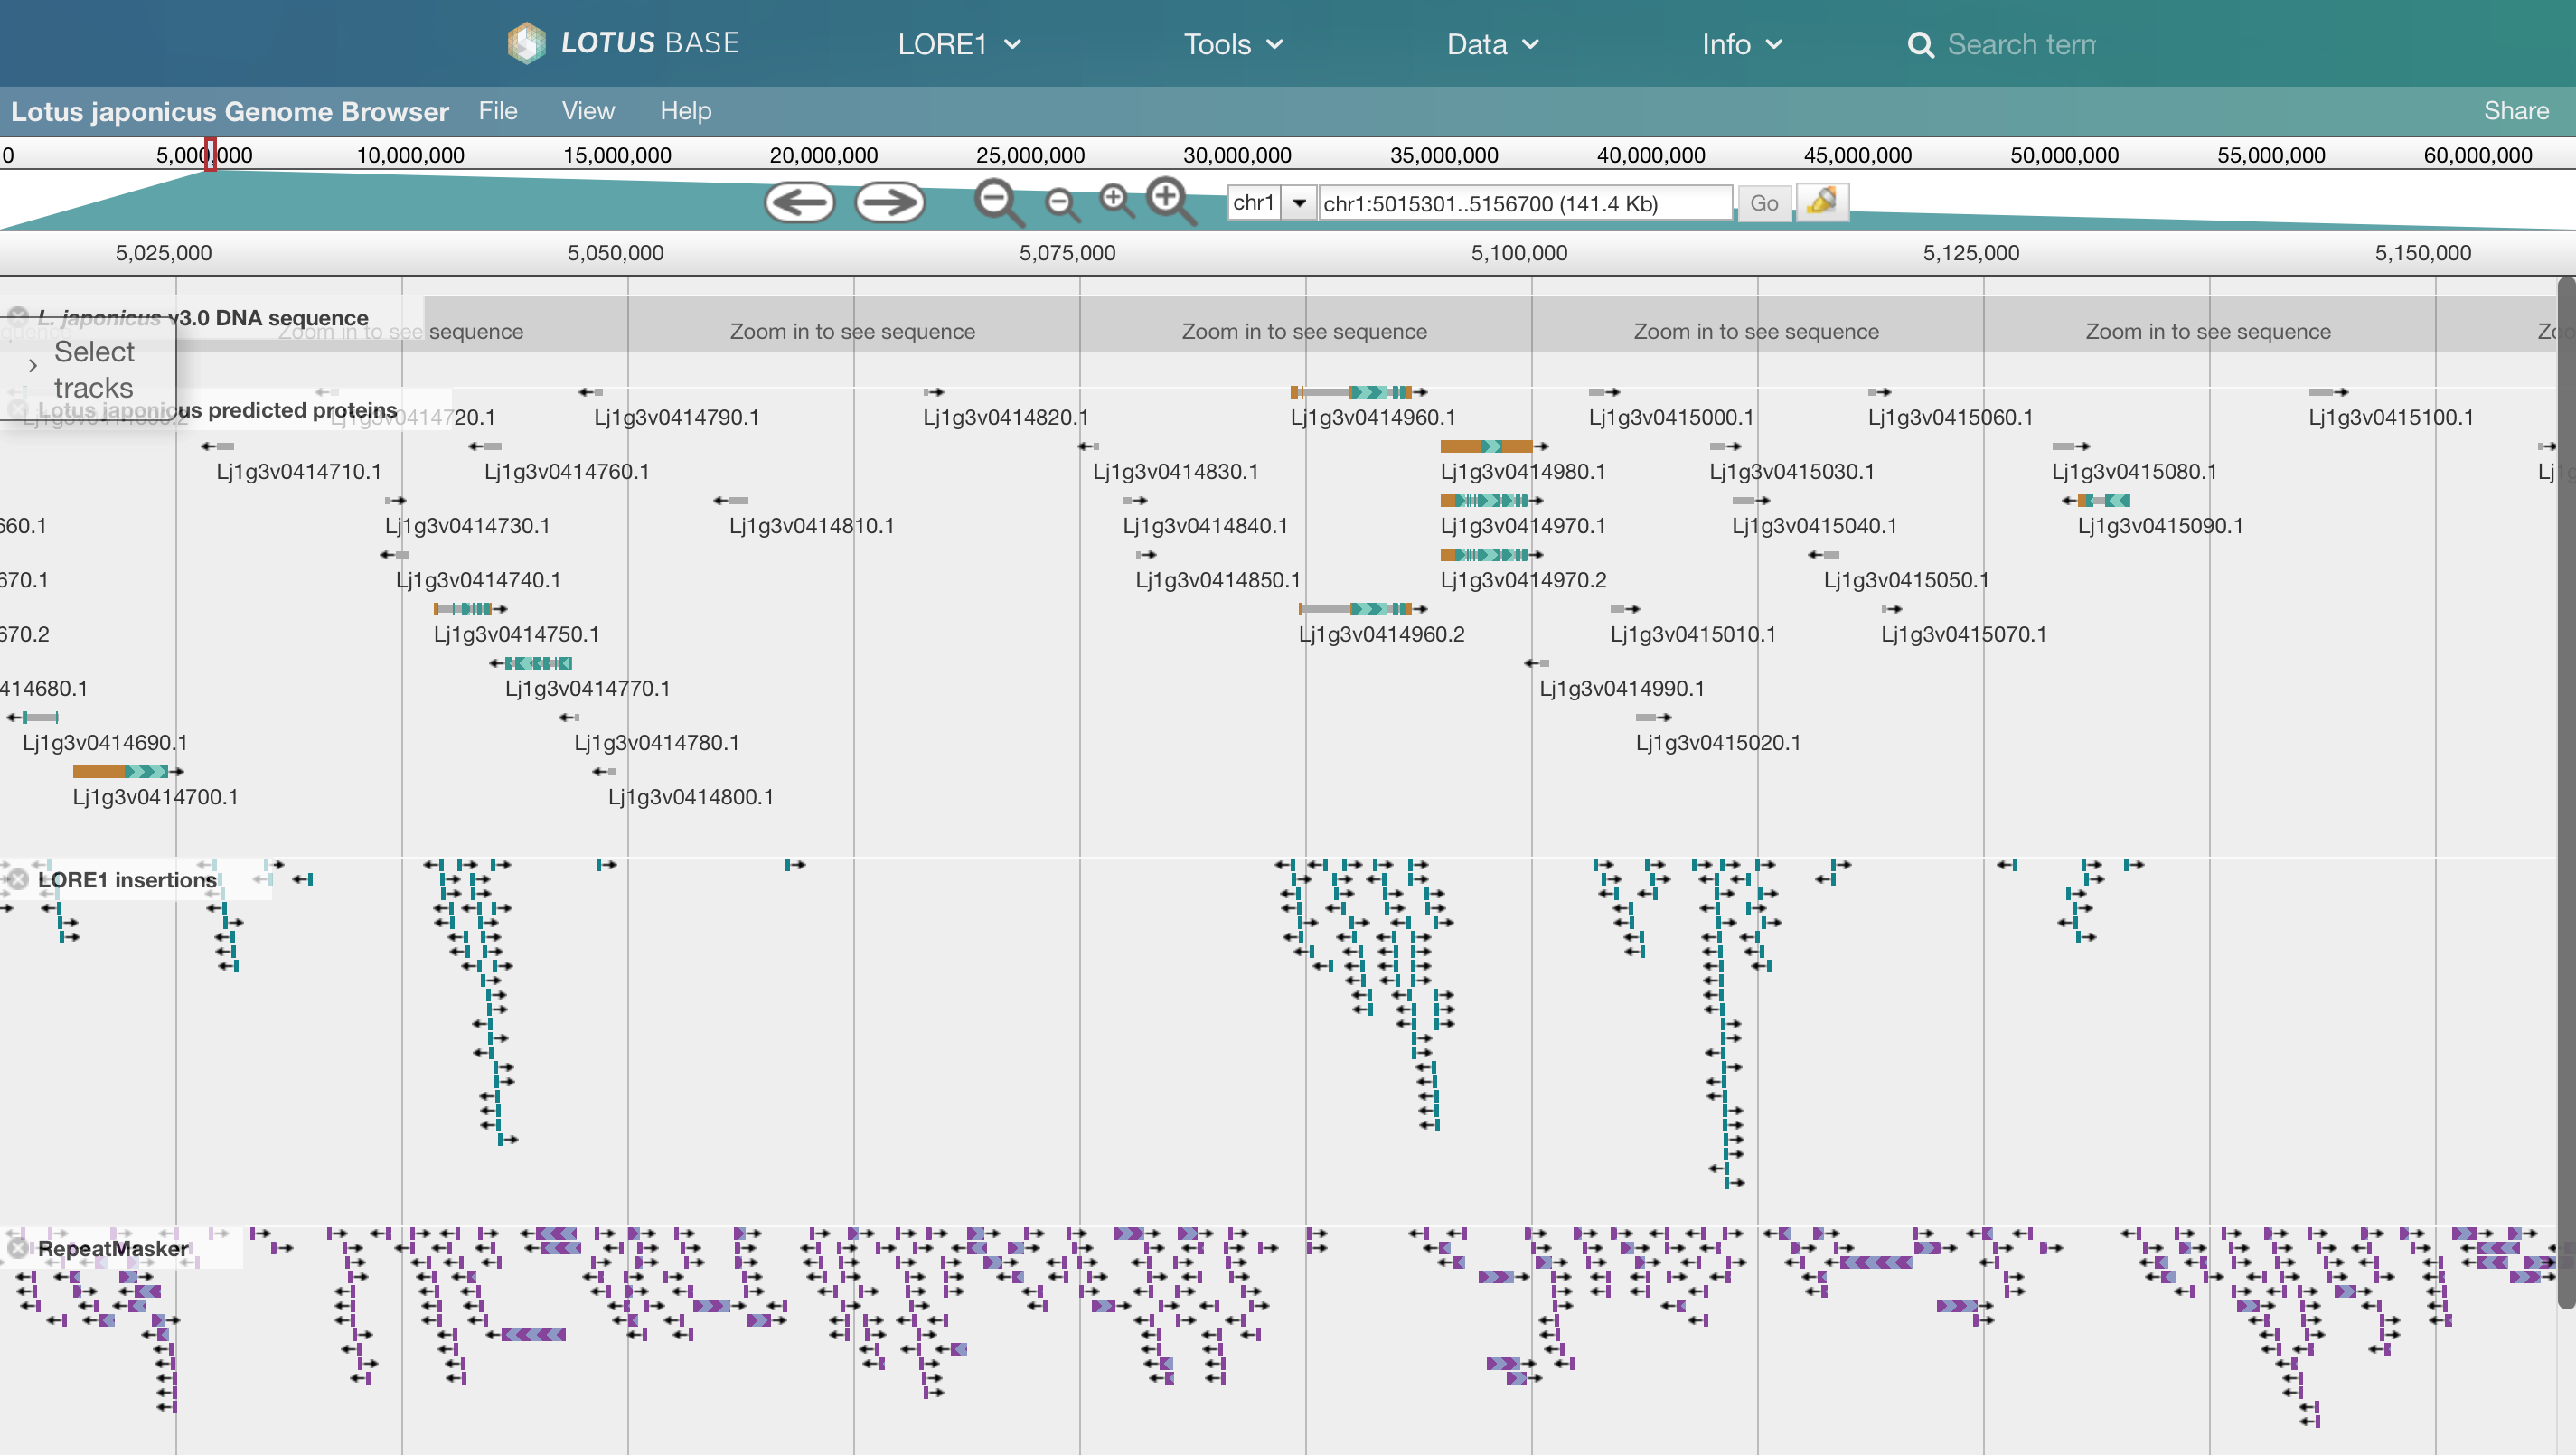 LOTUS BASE LORE1 Tools Data Info Search term
Lotus japonicus Genome Browser File View Help Share
0 5,000,000 10,000,000 15,000,000 20,000,000 25,000,000 30,000,000 35,000,000 40,000,000 45,000,000 50,000,000 55,000,000 60,000,000
chr1 chr1:5015301..5156700 (141.4 Kb) Go
5,025,000 5,050,000 5,075,000 5,100,000 5,125,000 5,150,000
L. japonicus v3.0 DNA sequence
Zoom in to see sequence Zoom in to see sequence Zoom in to see sequence Zoom in to see sequence Zoom in to see sequence
Select
tracks
Lotus japonicus predicted proteins
Lj1g3v0414720.1 Lj1g3v0414790.1 Lj1g3v0414820.1 Lj1g3v0414960.1 Lj1g3v0415000.1 Lj1g3v0415060.1 Lj1g3v0415100.1
Lj1g3v0414710.1 Lj1g3v0414760.1 Lj1g3v0414830.1 Lj1g3v0414980.1 Lj1g3v0415030.1 Lj1g3v0415080.1
660.1 Lj1g3v0414730.1 Lj1g3v0414810.1 Lj1g3v0414840.1 Lj1g3v0414970.1 Lj1g3v0415040.1 Lj1g3v0415090.1
670.1 Lj1g3v0414740.1 Lj1g3v0414850.1 Lj1g3v0414970.2 Lj1g3v0415050.1
670.2 Lj1g3v0414750.1 Lj1g3v0414960.2 Lj1g3v0415010.1 Lj1g3v0415070.1
414680.1 Lj1g3v0414770.1 Lj1g3v0414990.1
Lj1g3v0414690.1 Lj1g3v0414780.1 Lj1g3v0415020.1
Lj1g3v0414700.1 Lj1g3v0414800.1
LORE1 insertions
RepeatMasker